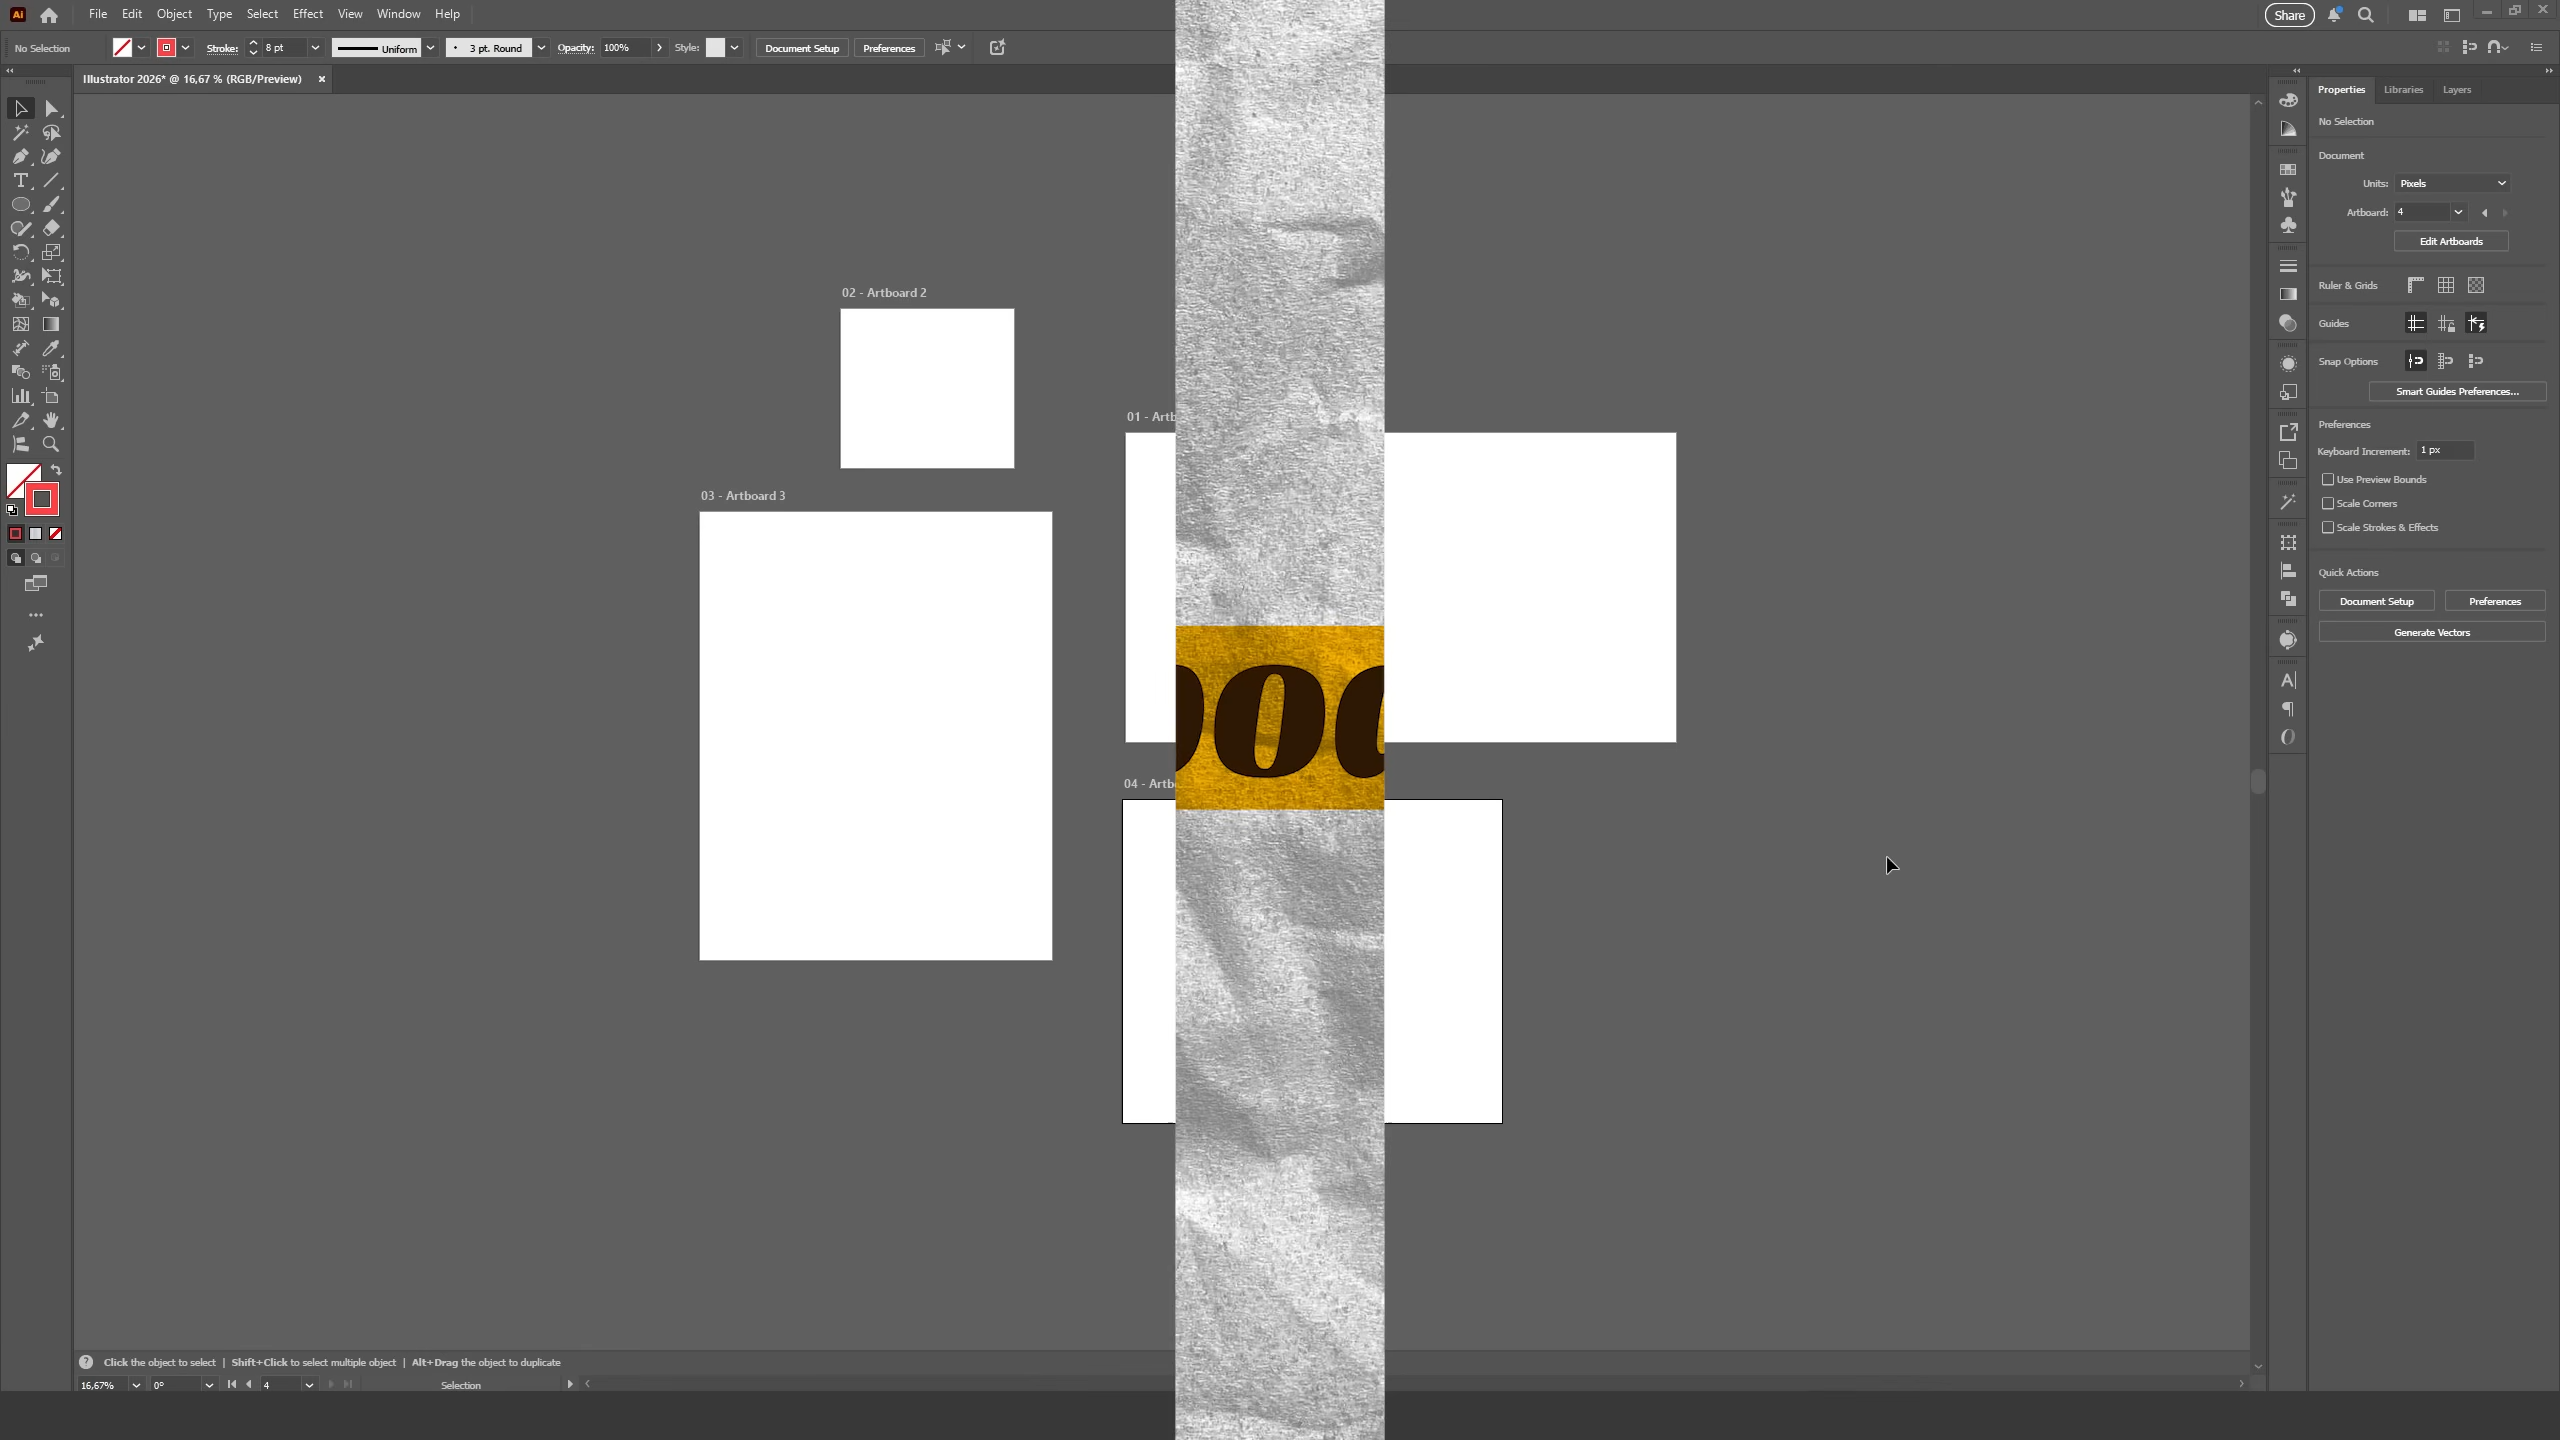 Ai File Edit Object Type Select Effect View Window Help
Share
No Selection
Stroke: 8 pt
Uniform
3 pt. Round
Opacity: 100%
Style:
Document Setup
Preferences
Illustrator 2026* @ 16,67 % (RGB/Preview)
02 - Artboard 2
01 - Artb
03 - Artboard 3
04 - Artb
Properties Libraries Layers
No Selection
Document
Units: Pixels
Artboard: 4
Edit Artboards
Ruler & Grids
Guides
Snap Options
Smart Guides Preferences...
Preferences
Keyboard Increment: 1 px
Use Preview Bounds
Scale Corners
Scale Strokes & Effects
Quick Actions
Document Setup
Preferences
Generate Vectors
Click the object to select | Shift+Click to select multiple object | Alt+Drag the object to duplicate
16,67% 0° 4 Selection